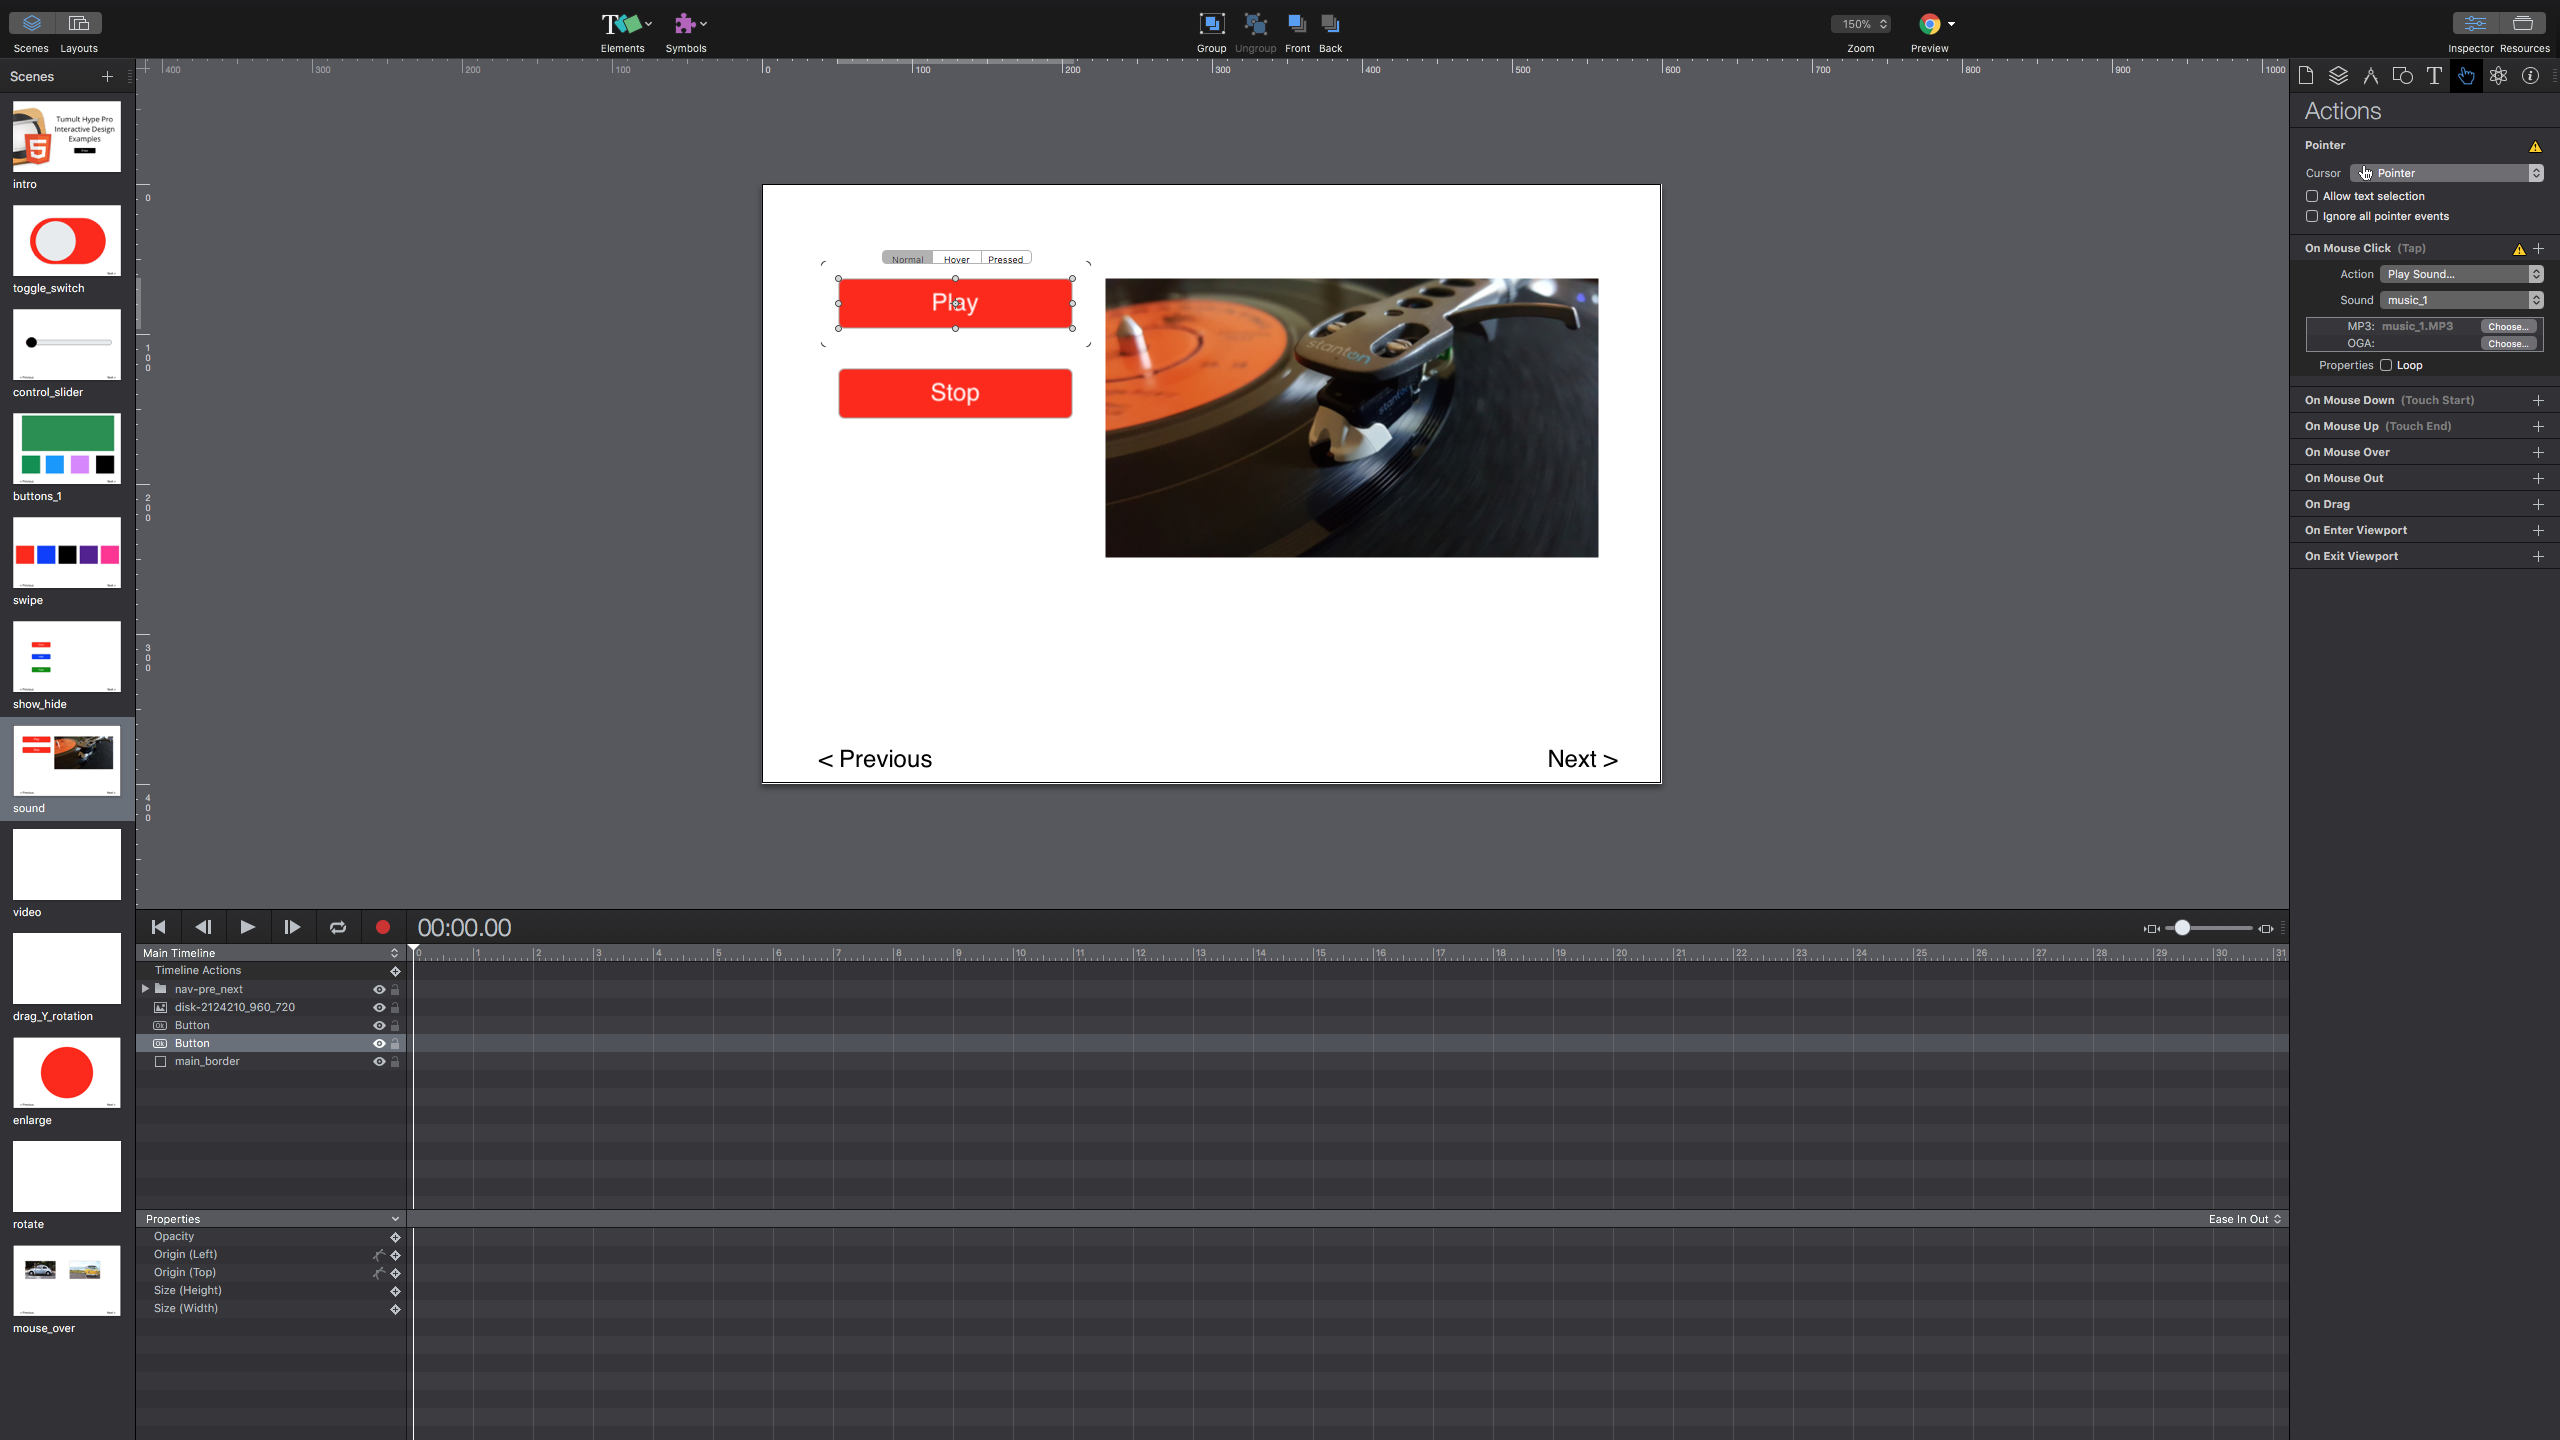 Scenes Layouts
Elements Symbols
Group Ungroup Front Back
150%
Zoom
Preview
Inspector Resources
Scenes
400 300 200 100 0 100 200 300 400 500 600 700 800 900 1000
Tumult Hype Pro
Interactive Design
Examples
intro
toggle_switch
control_slider
buttons_1
swipe
show_hide
sound
video
drag_Y_rotation
enlarge
rotate
mouse_over
0
100
200
300
400
Normal Hover Pressed
Play
Stop
stanton
stanton
< Previous
Next >
Actions
Pointer
Cursor Pointer
Allow text selection
Ignore all pointer events
On Mouse Click (Tap)
Action Play Sound...
Sound music_1
MP3: music_1.MP3 Choose...
OGA: Choose...
Properties Loop
On Mouse Down (Touch Start)
On Mouse Up (Touch End)
On Mouse Over
On Mouse Out
On Drag
On Enter Viewport
On Exit Viewport
00:00.00
Main Timeline
0 1 2 3 4 5 6 7 8 9 10 11 12 13 14 15 16 17 18 19 20 21 22 23 24 25 26 27 28 29 30 31
Timeline Actions
nav-pre_next
disk-2124210_960_720
Button
Button
main_border
Properties
Ease In Out
Opacity
Origin (Left)
Origin (Top)
Size (Height)
Size (Width)